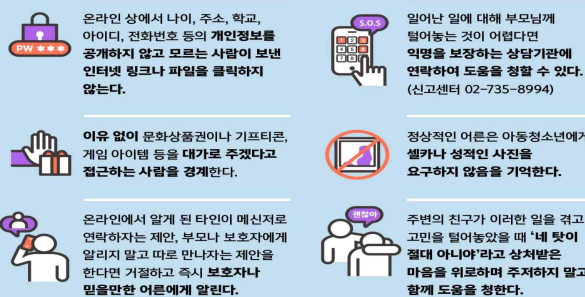 온라인 상에서 나이, 주소, 학교,
아이디, 전화번호 등의 개인정보를
공개하지 않고 모르는 사람이 보낸
인터넷 링크나 파일을 클릭하지
않는다.
PW ***
S.O.S
일어난 일에 대해 부모님께
털어놓는 것이 어렵다면
익명을 보장하는 상담기관에
연락하여 도움을 청할 수 있다.
(신고센터 02-735-8994)
이유 없이 문화상품권이나 기프티콘,
게임 아이템 등을 대가로 주겠다고
접근하는 사람을 경계한다.
정상적인 어른은 아동청소년에게
셀카나 성적인 사진을
요구하지 않음을 기억한다.
온라인에서 알게 된 타인이 메신저로
연락하자는 제안, 부모나 보호자에게
알리지 말고 따로 만나자는 제안을
한다면 거절하고 즉시 보호자나
믿을만한 어른에게 알린다.
괜찮아
주변의 친구가 이러한 일을 겪고
고민을 털어놓았을 때 '네 탓이
절대 아니야'라고 상처받은
마음을 위로하며 주저하지 말고
함께 도움을 청한다.